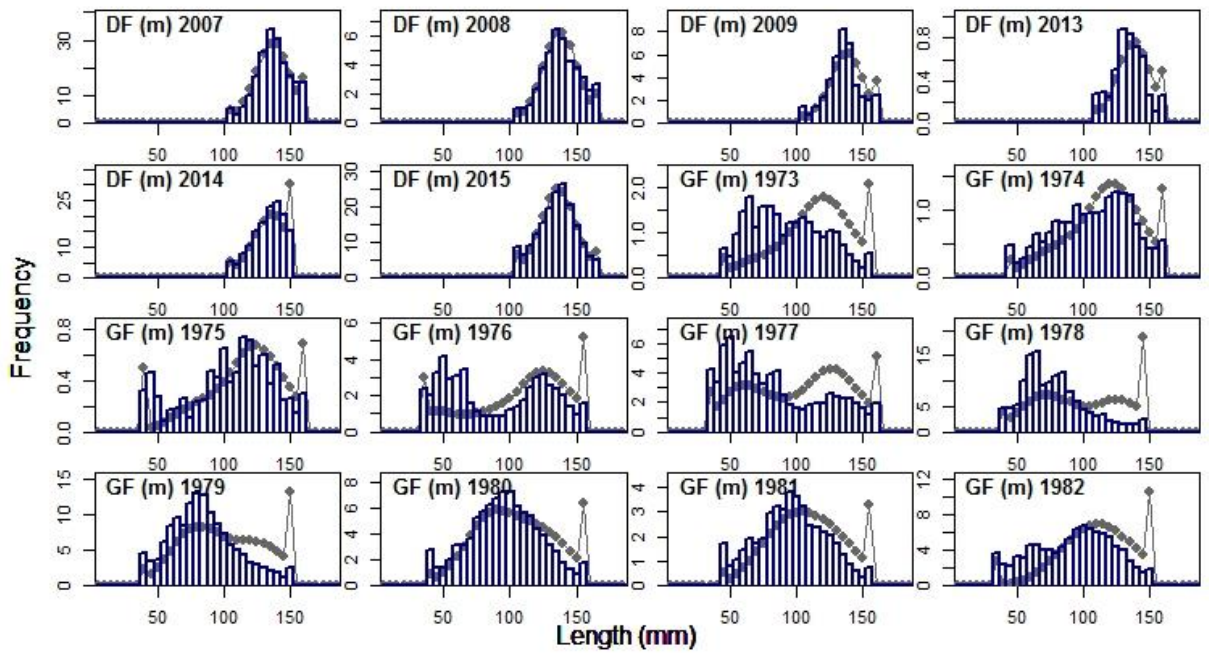 DF (m) 2007 DF (m) 2008 DF (m) 2009 DF (m) 2013
0 10 30 0 2 4 6 0 2 4 6 8 0.0 0.4 0.8
50 100 150 50 100 150 50 100 150 50 100 150
DF (m) 2014 DF (m) 2015 GF (m) 1973 GF (m) 1974
0 10 25 0 10 20 30 0.0 1.0 2.0 0.0 1.0
50 100 150 50 100 150 50 100 150 50 100 150
GF (m) 1975 GF (m) 1976 GF (m) 1977 GF (m) 1978
0.0 0.4 0.8 0 2 4 6 0 2 4 6 0 5 15
50 100 150 50 100 150 50 100 150 50 100 150
GF (m) 1979 GF (m) 1980 GF (m) 1981 GF (m) 1982
0 5 10 15 0 2 4 6 8 0 1 2 3 4 0 4 8 12
50 100 150 50 100 150 50 100 150 50 100 150
Frequency
Length (mm)